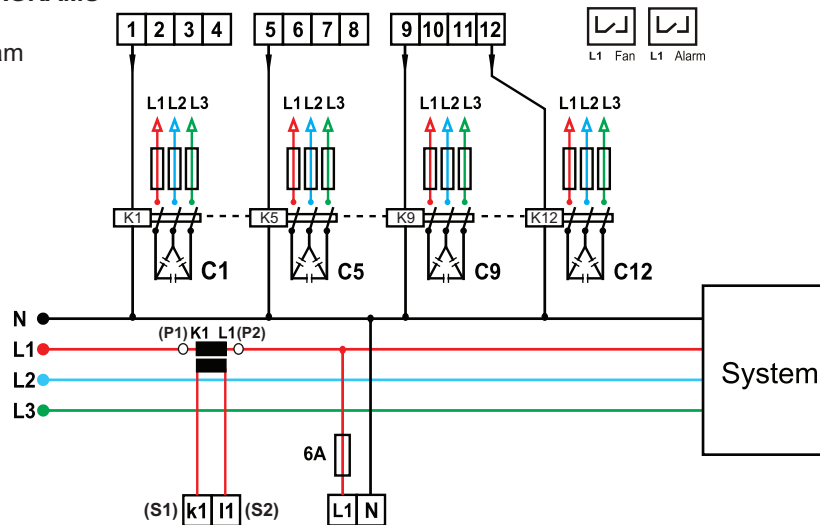 1 2 3 4 5 6 7 8 9 10 11 12
L1 Fan L1 Alarm
L1 L2 L3 L1 L2 L3 L1 L2 L3 L1 L2 L3
K1 K5 K9 K12
C1 C5 C9 C12
N
(P1) K1 L1 (P2)
L1
L2
System
L3
6A
(S1) k1 l1 (S2) L1 N